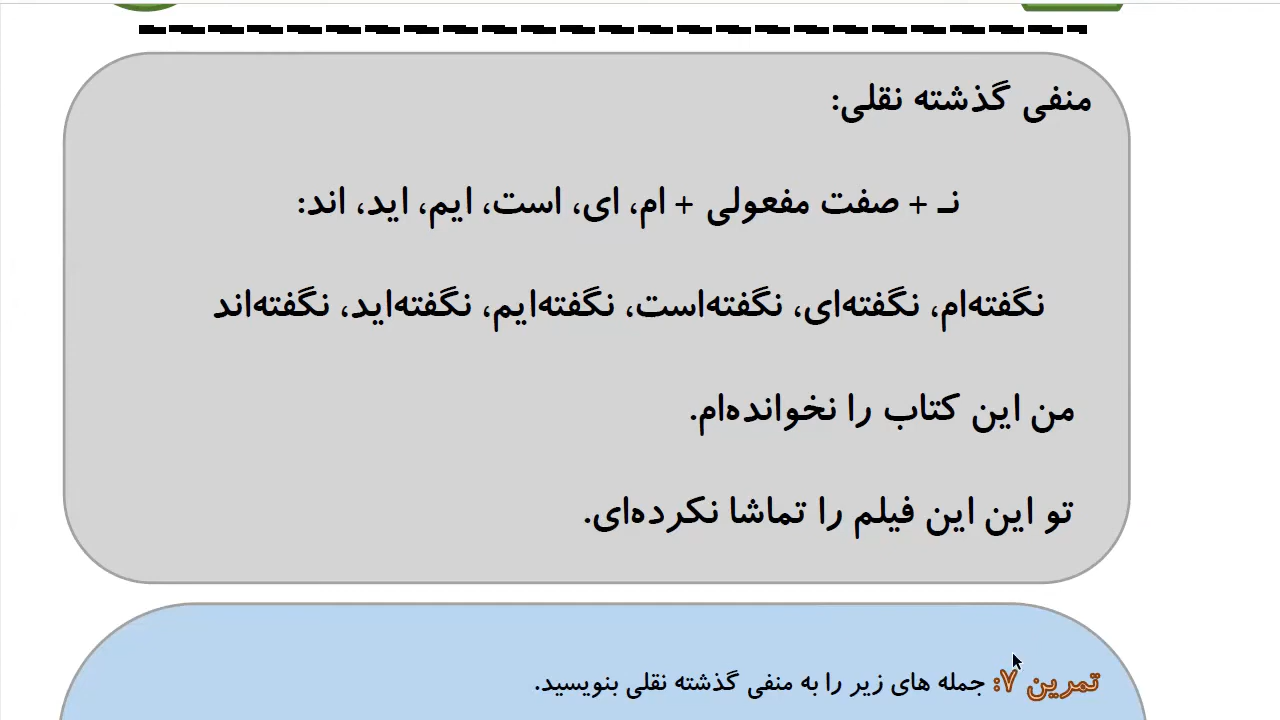 منفی گذشته نقلی:
نـ + صفت مفعولی + ام، ای، است، ایم، اید، اند:
نگفته‌ام، نگفته‌ای، نگفته‌است، نگفته‌ایم، نگفته‌اید، نگفته‌اند
من این کتاب را نخوانده‌ام.
تو این این فیلم را تماشا نکرده‌ای.
تمرین ۷: جمله های زیر را به منفی گذشته نقلی بنویسید.